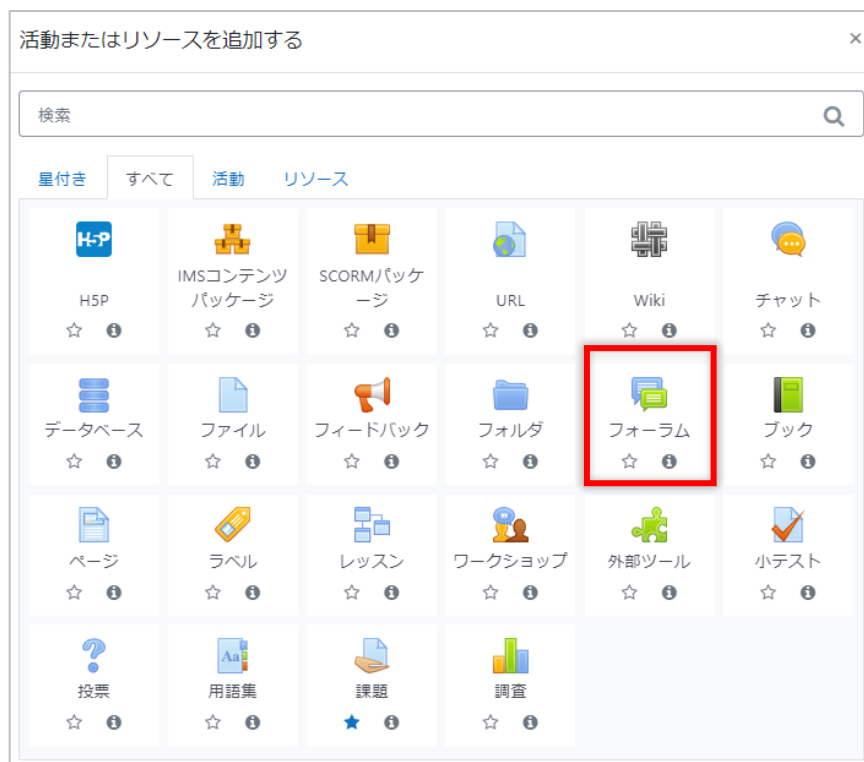 活動またはリソースを追加する
×
検索
星付き すべて 活動 リソース
H5P
H5P
IMSコンテンツ
パッケージ
SCORMパッケ
ージ
URL
Wiki
チャット
データベース
ファイル
フィードバック
フォルダ
フォーラム
ブック
ページ
ラベル
レッスン
ワークショップ
外部ツール
小テスト
投票
Aa
用語集
課題
調査